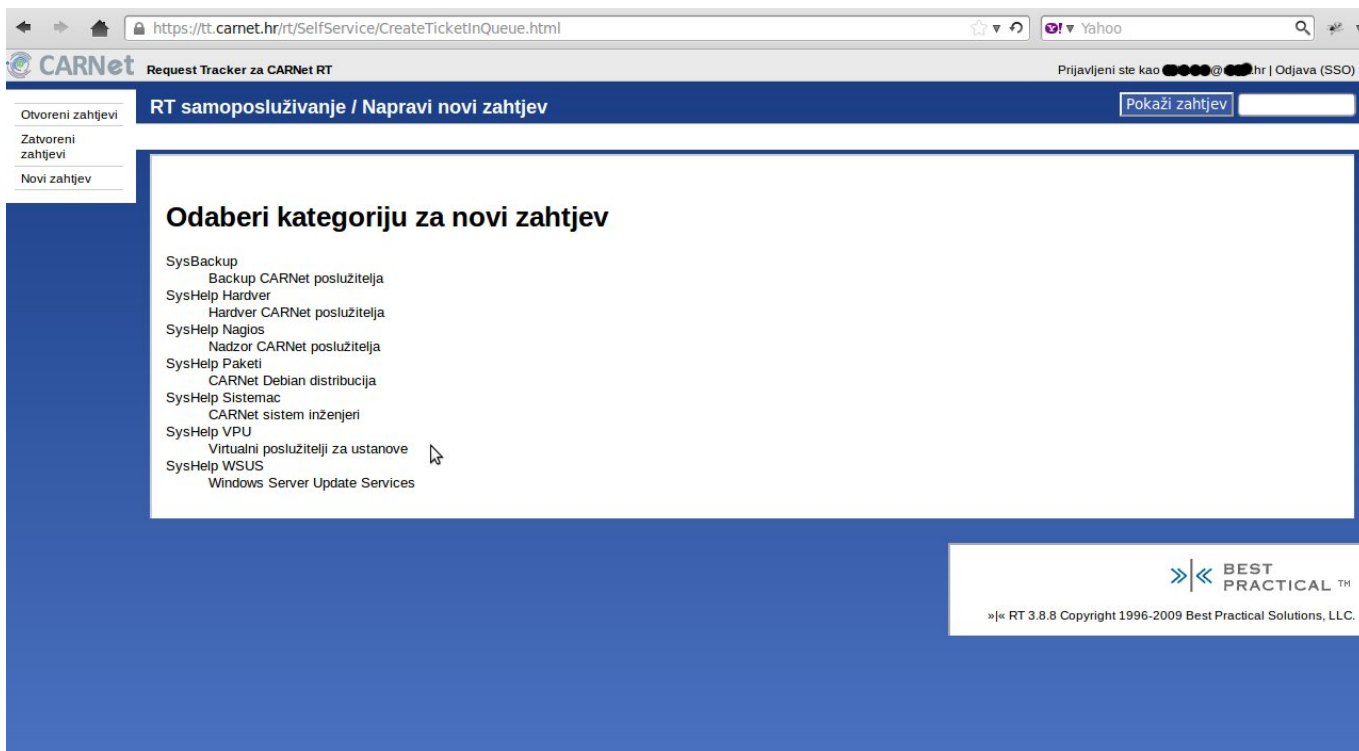 https://tt.carnet.hr/rt/SelfService/CreateTicketInQueue.html
Yahoo
CARNet
Request Tracker za CARNet RT
Prijavljeni ste kao @ .hr | Odjava (SSO)
Otvoreni zahtjevi
Zatvoreni
zahtjevi
Novi zahtjev
RT samoposluživanje / Napravi novi zahtjev
Pokaži zahtjev
Odaberi kategoriju za novi zahtjev
SysBackup
Backup CARNet poslužitelja
SysHelp Hardver
Hardver CARNet poslužitelja
SysHelp Nagios
Nadzor CARNet poslužitelja
SysHelp Paketi
CARNet Debian distribucija
SysHelp Sistemac
CARNet sistem inženjeri
SysHelp VPU
Virtualni poslužitelji za ustanove
SysHelp WSUS
Windows Server Update Services
»|« BEST
PRACTICAL ™
»|« RT 3.8.8 Copyright 1996-2009 Best Practical Solutions, LLC.